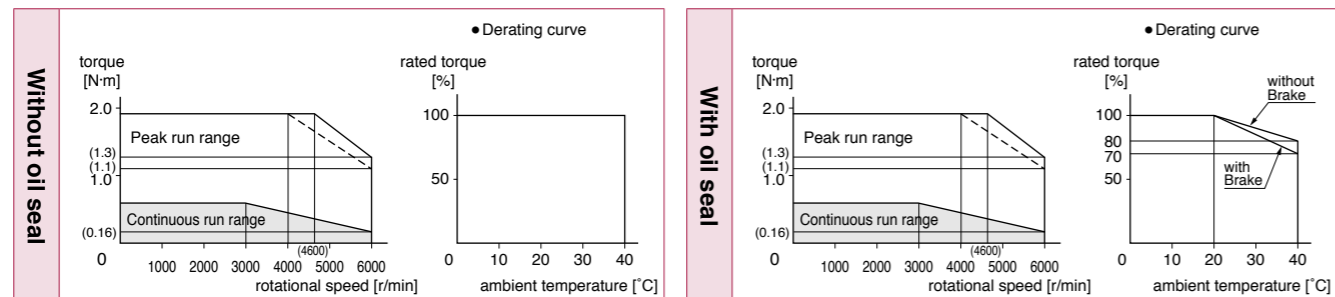 Without oil seal
torque
[N·m]
2.0
Peak run range
(1.3)
(1.1)
1.0
Continuous run range
(0.16)
0
(4600)
1000 2000 3000 4000 5000 6000
rotational speed [r/min]
● Derating curve
rated torque
[%]
100
50
0 10 20 30 40
ambient temperature [˚C]
With oil seal
torque
[N·m]
2.0
Peak run range
(1.3)
(1.1)
1.0
Continuous run range
(0.16)
0
(4600)
1000 2000 3000 4000 5000 6000
rotational speed [r/min]
● Derating curve
rated torque
[%]
without
Brake
100
80
70
with
Brake
50
0 10 20 30 40
ambient temperature [˚C]